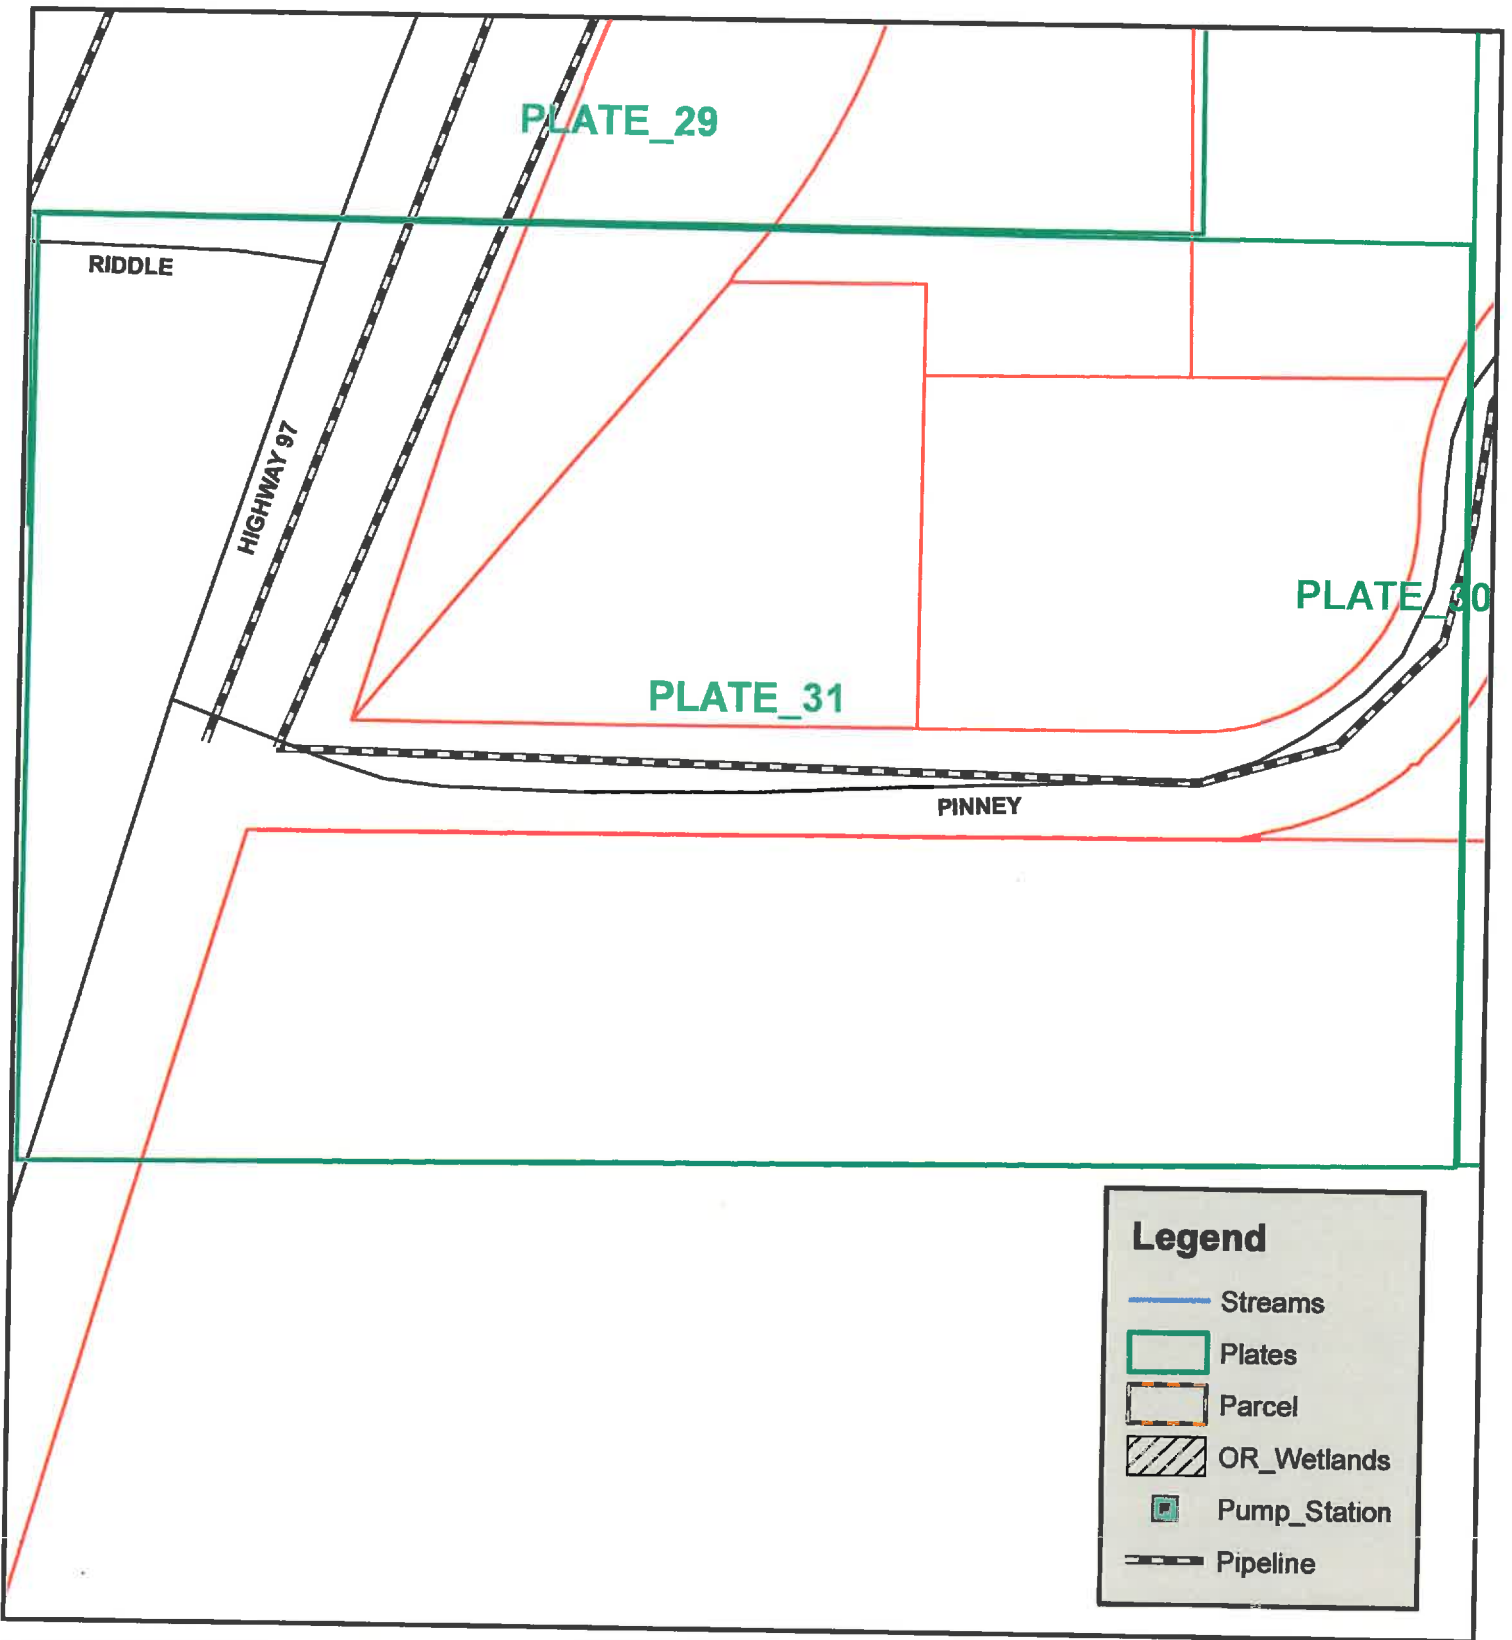 PLATE_29
RIDDLE
HIGHWAY 97
PLATE_30
PLATE_31
PINNEY
Legend
Streams
Plates
Parcel
OR_Wetlands
Pump_Station
Pipeline